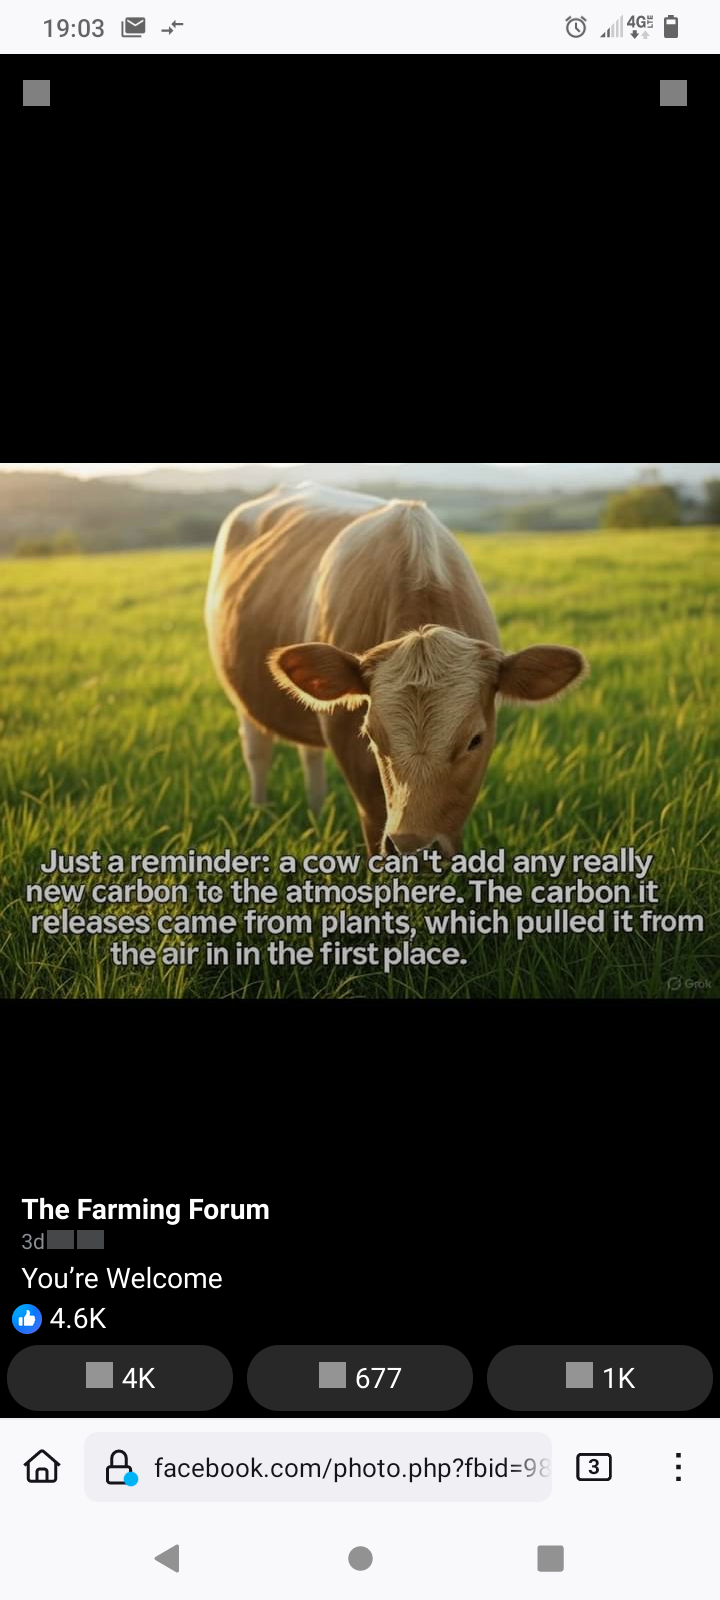 19:03
4G LTE
Just a reminder: a cow can't add any really
new carbon to the atmosphere. The carbon it
releases came from plants, which pulled it from
the air in in the first place.
Grok
The Farming Forum
3d
You’re Welcome
4.6K
4K
677
1K
facebook.com/photo.php?fbid=98
3